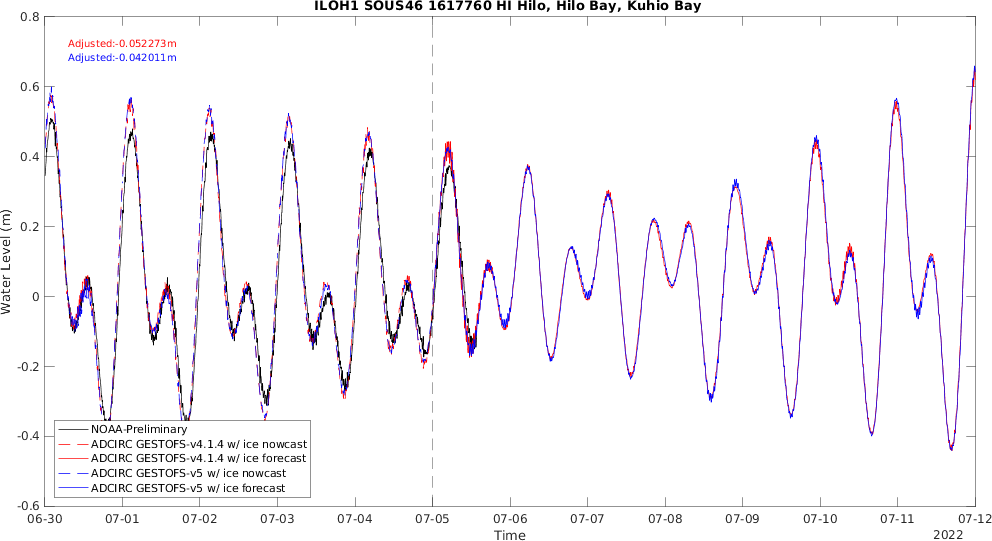 ILOH1 SOUS46 1617760 HI Hilo, Hilo Bay, Kuhio Bay
0.8
Adjusted:-0.052273m
Adjusted:-0.042011m
0.6
0.4
0.2
0
-0.2
-0.4
-0.6
Water Level (m)
NOAA-Preliminary
ADCIRC GESTOFS-v4.1.4 w/ ice nowcast
ADCIRC GESTOFS-v4.1.4 w/ ice forecast
ADCIRC GESTOFS-v5 w/ ice nowcast
ADCIRC GESTOFS-v5 w/ ice forecast
06-30 07-01 07-02 07-03 07-04 07-05 07-06 07-07 07-08 07-09 07-10 07-11 07-12
Time
2022